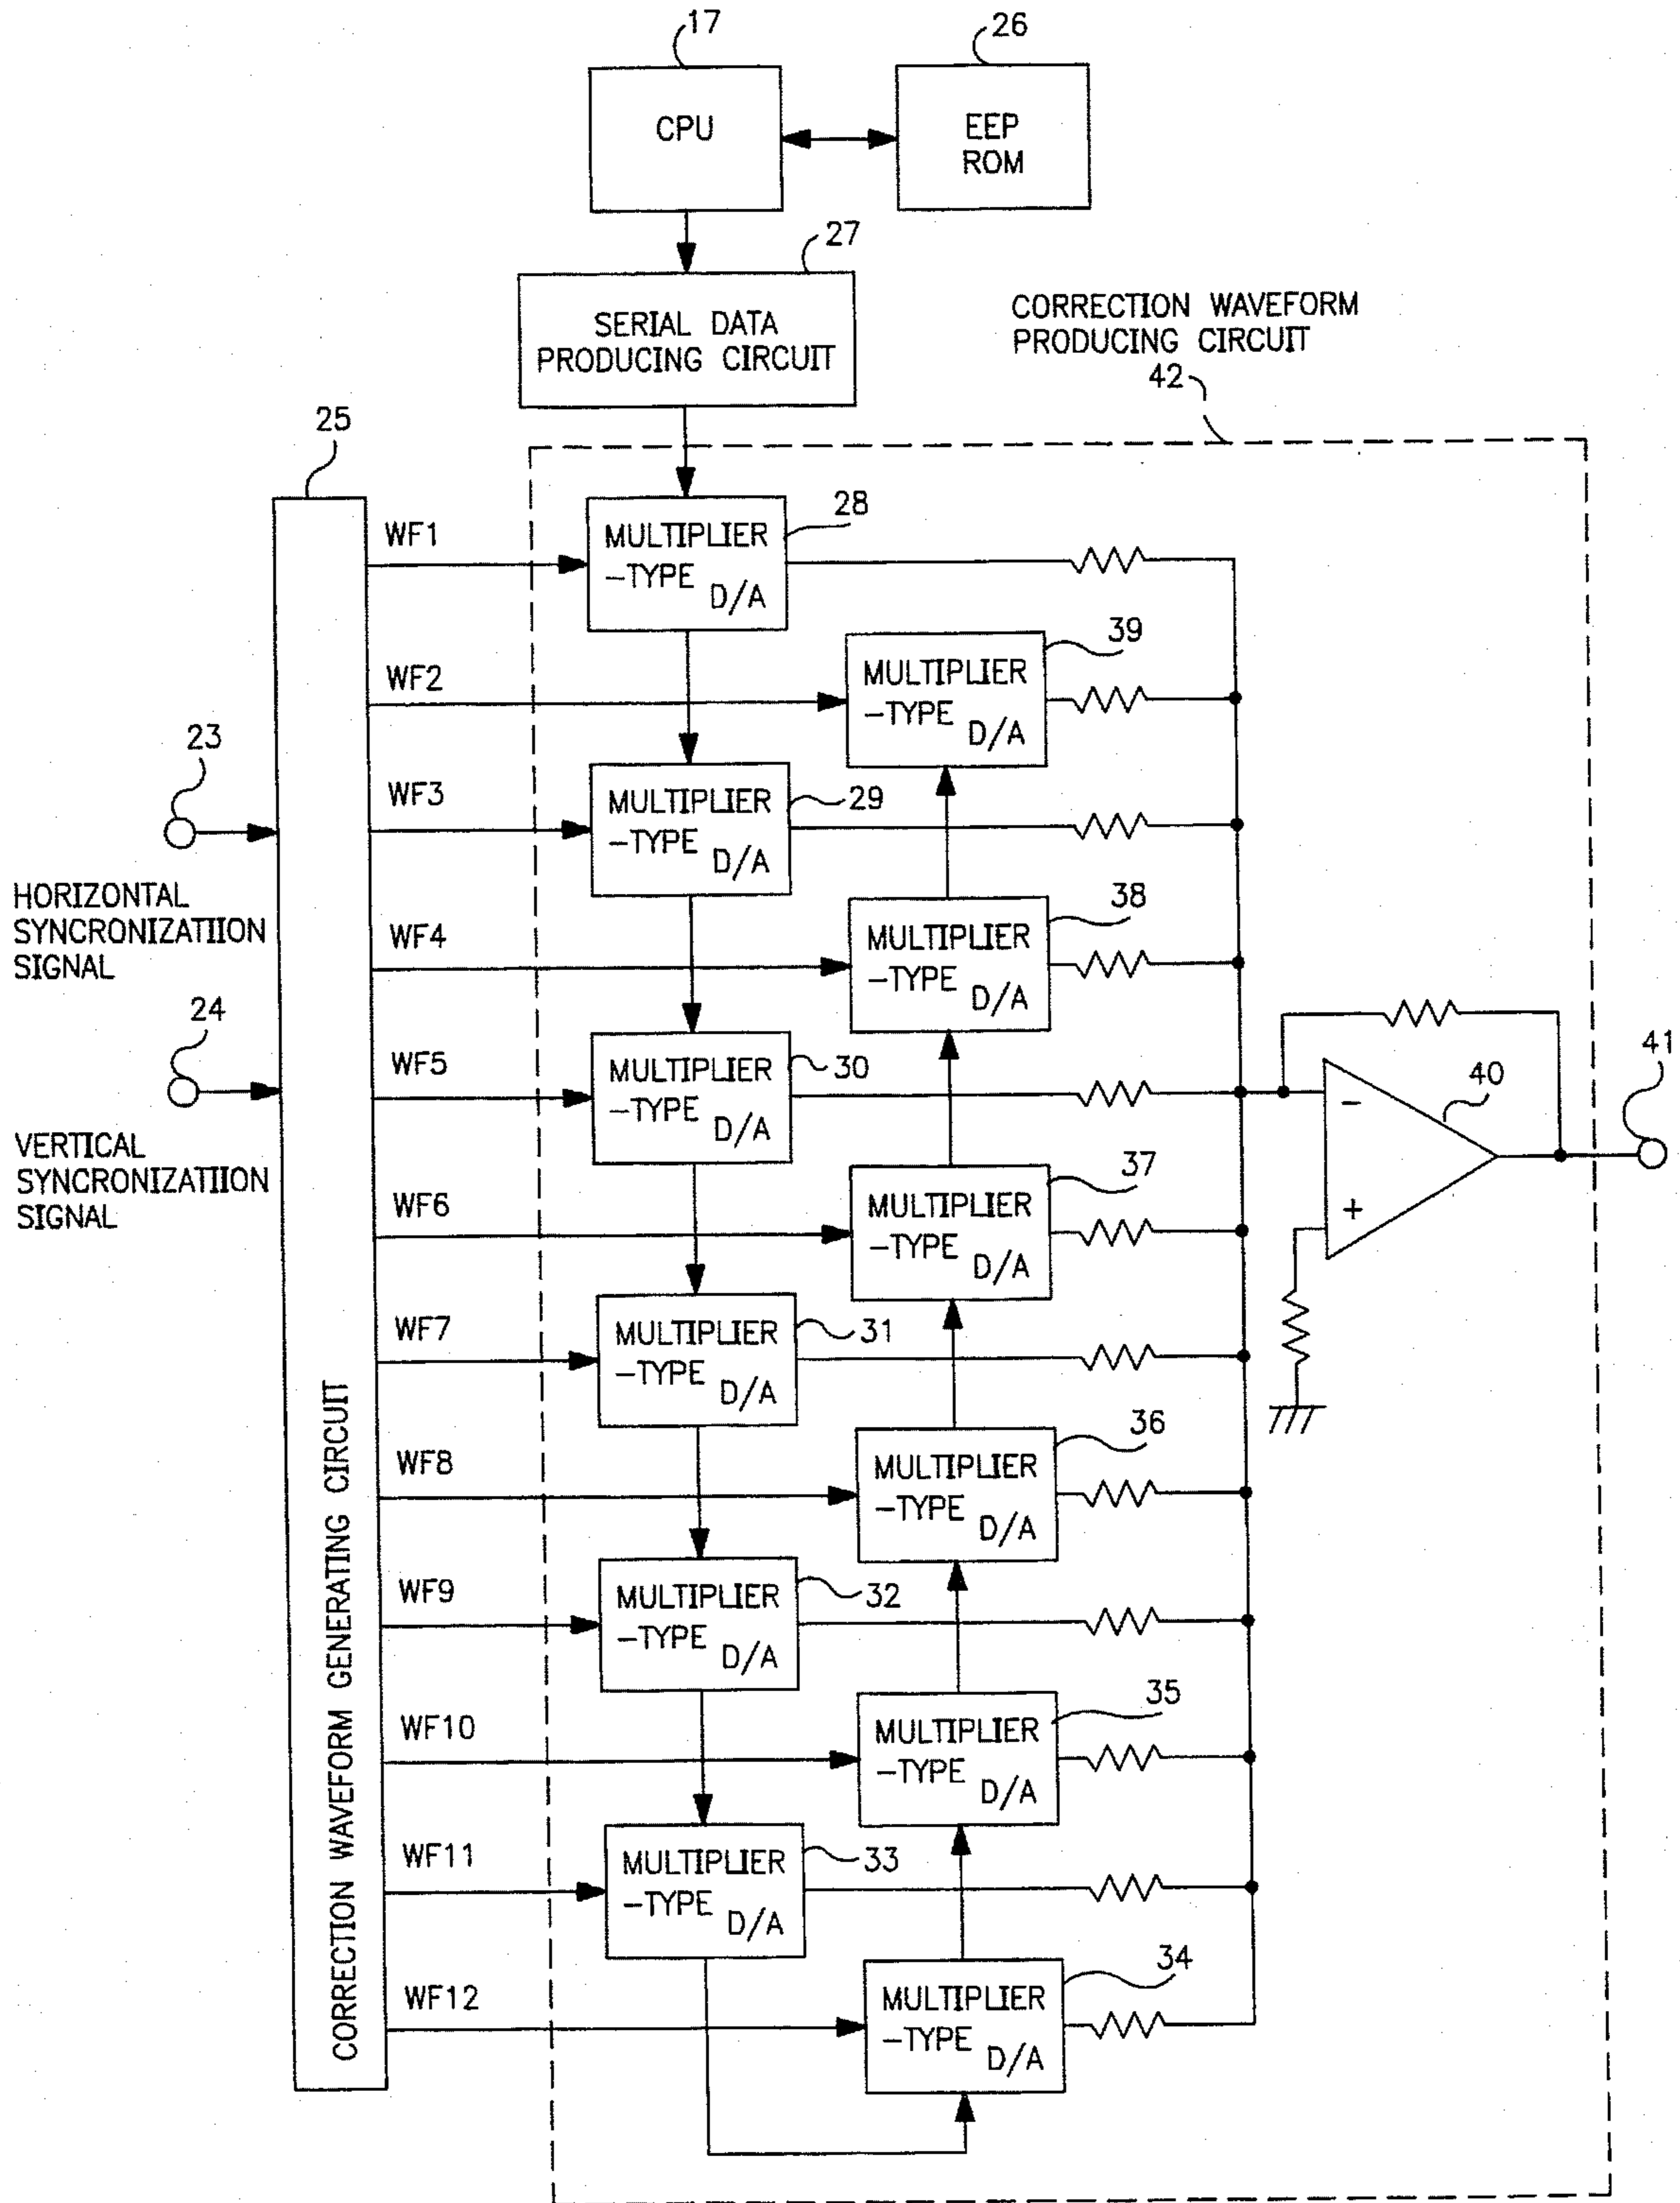 17
26
CPU
EEP
ROM
27
SERIAL DATA
PRODUCING CIRCUIT
CORRECTION WAVEFORM
PRODUCING CIRCUIT
42
25
CORRECTION WAVEFORM GENERATING CIRCUIT
23
HORIZONTAL
SYNCRONIZATIION
SIGNAL
24
VERTICAL
SYNCRONIZATIION
SIGNAL
WF1
MULTIPLIER
-TYPE
D/A
28
WF2
MULTIPLIER
-TYPE
D/A
39
WF3
MULTIPLIER
-TYPE
D/A
29
WF4
MULTIPLIER
-TYPE
D/A
38
WF5
MULTIPLIER
-TYPE
D/A
30
WF6
MULTIPLIER
-TYPE
D/A
37
WF7
MULTIPLIER
-TYPE
D/A
31
WF8
MULTIPLIER
-TYPE
D/A
36
WF9
MULTIPLIER
-TYPE
D/A
32
WF10
MULTIPLIER
-TYPE
D/A
35
WF11
MULTIPLIER
-TYPE
D/A
33
WF12
MULTIPLIER
-TYPE
D/A
34
-
+
40
41